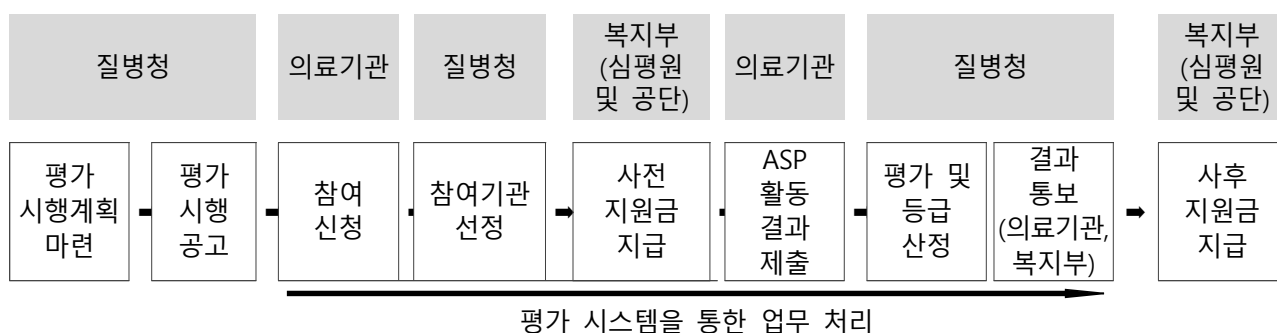 질병청
의료기관
질병청
복지부
(심평원
및 공단)
의료기관
질병청
복지부
(심평원
및 공단)
평가
시행계획
마련
평가
시행
공고
참여
신청
참여기관
선정
사전
지원금
지급
ASP
활동
결과
제출
평가 및
등급
산정
결과
통보
(의료기관,
복지부)
사후
지원금
지급
평가 시스템을 통한 업무 처리